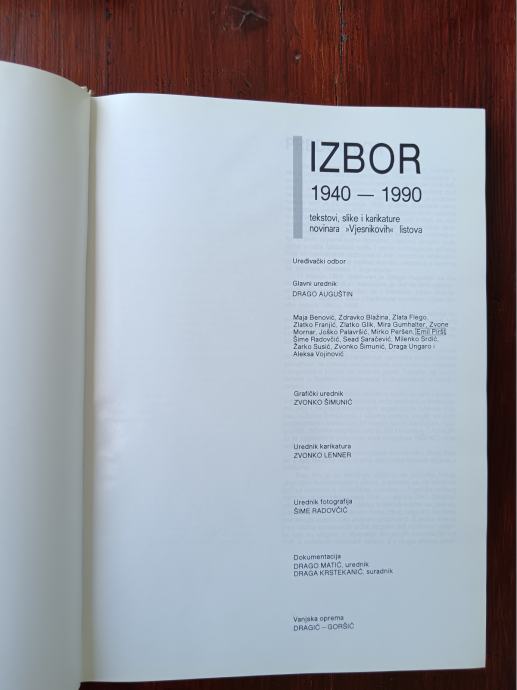 IZBOR
1940 — 1990
tekstovi, slike i karikature
novinara »Vjesnikovih« listova
Uređivački odbor
Glavni urednik
DRAGO AUGUŠTIN
Maja Benović, Zdravko Blažina, Zlata Flego,
Zlatko Franjić, Zlatko Glik, Mira Gumhalter, Zvone
Mornar, Joško Palavršić, Mirko Peršen, Emil Piršl,
Šime Radovčić, Sead Saračević, Milenko Srdić,
Žarko Susić, Zvonko Šimunić, Draga Ungaro i
Aleksa Vojinović
Grafički urednik
ZVONKO ŠIMUNIĆ
Urednik karikatura
ZVONKO LENNER
Urednik fotografija
ŠIME RADOVČIĆ
Dokumentacija
DRAGO MATIĆ, urednik
DRAGA KRSTEKANIĆ, suradnik
Vanjska oprema
DRAGIČ – GORŠIČ